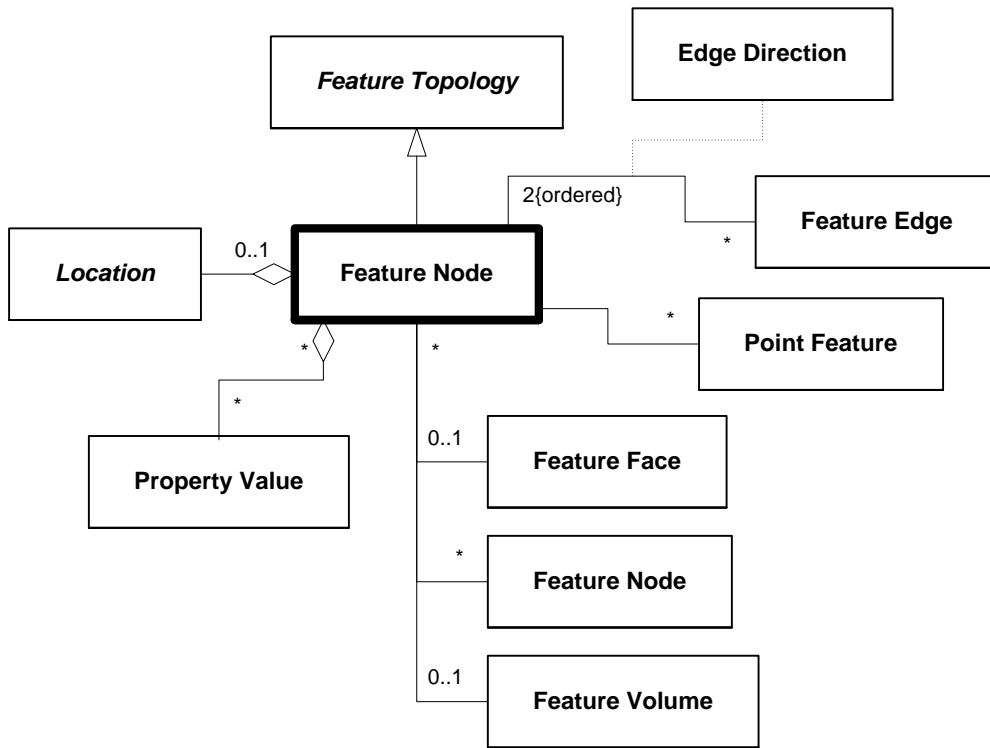 Edge Direction
Feature Topology
2{ordered}
Feature Edge
*
0..1
Location
Feature Node
*
Point Feature
*
*
*
Property Value
0..1
Feature Face
*
Feature Node
0..1
Feature Volume